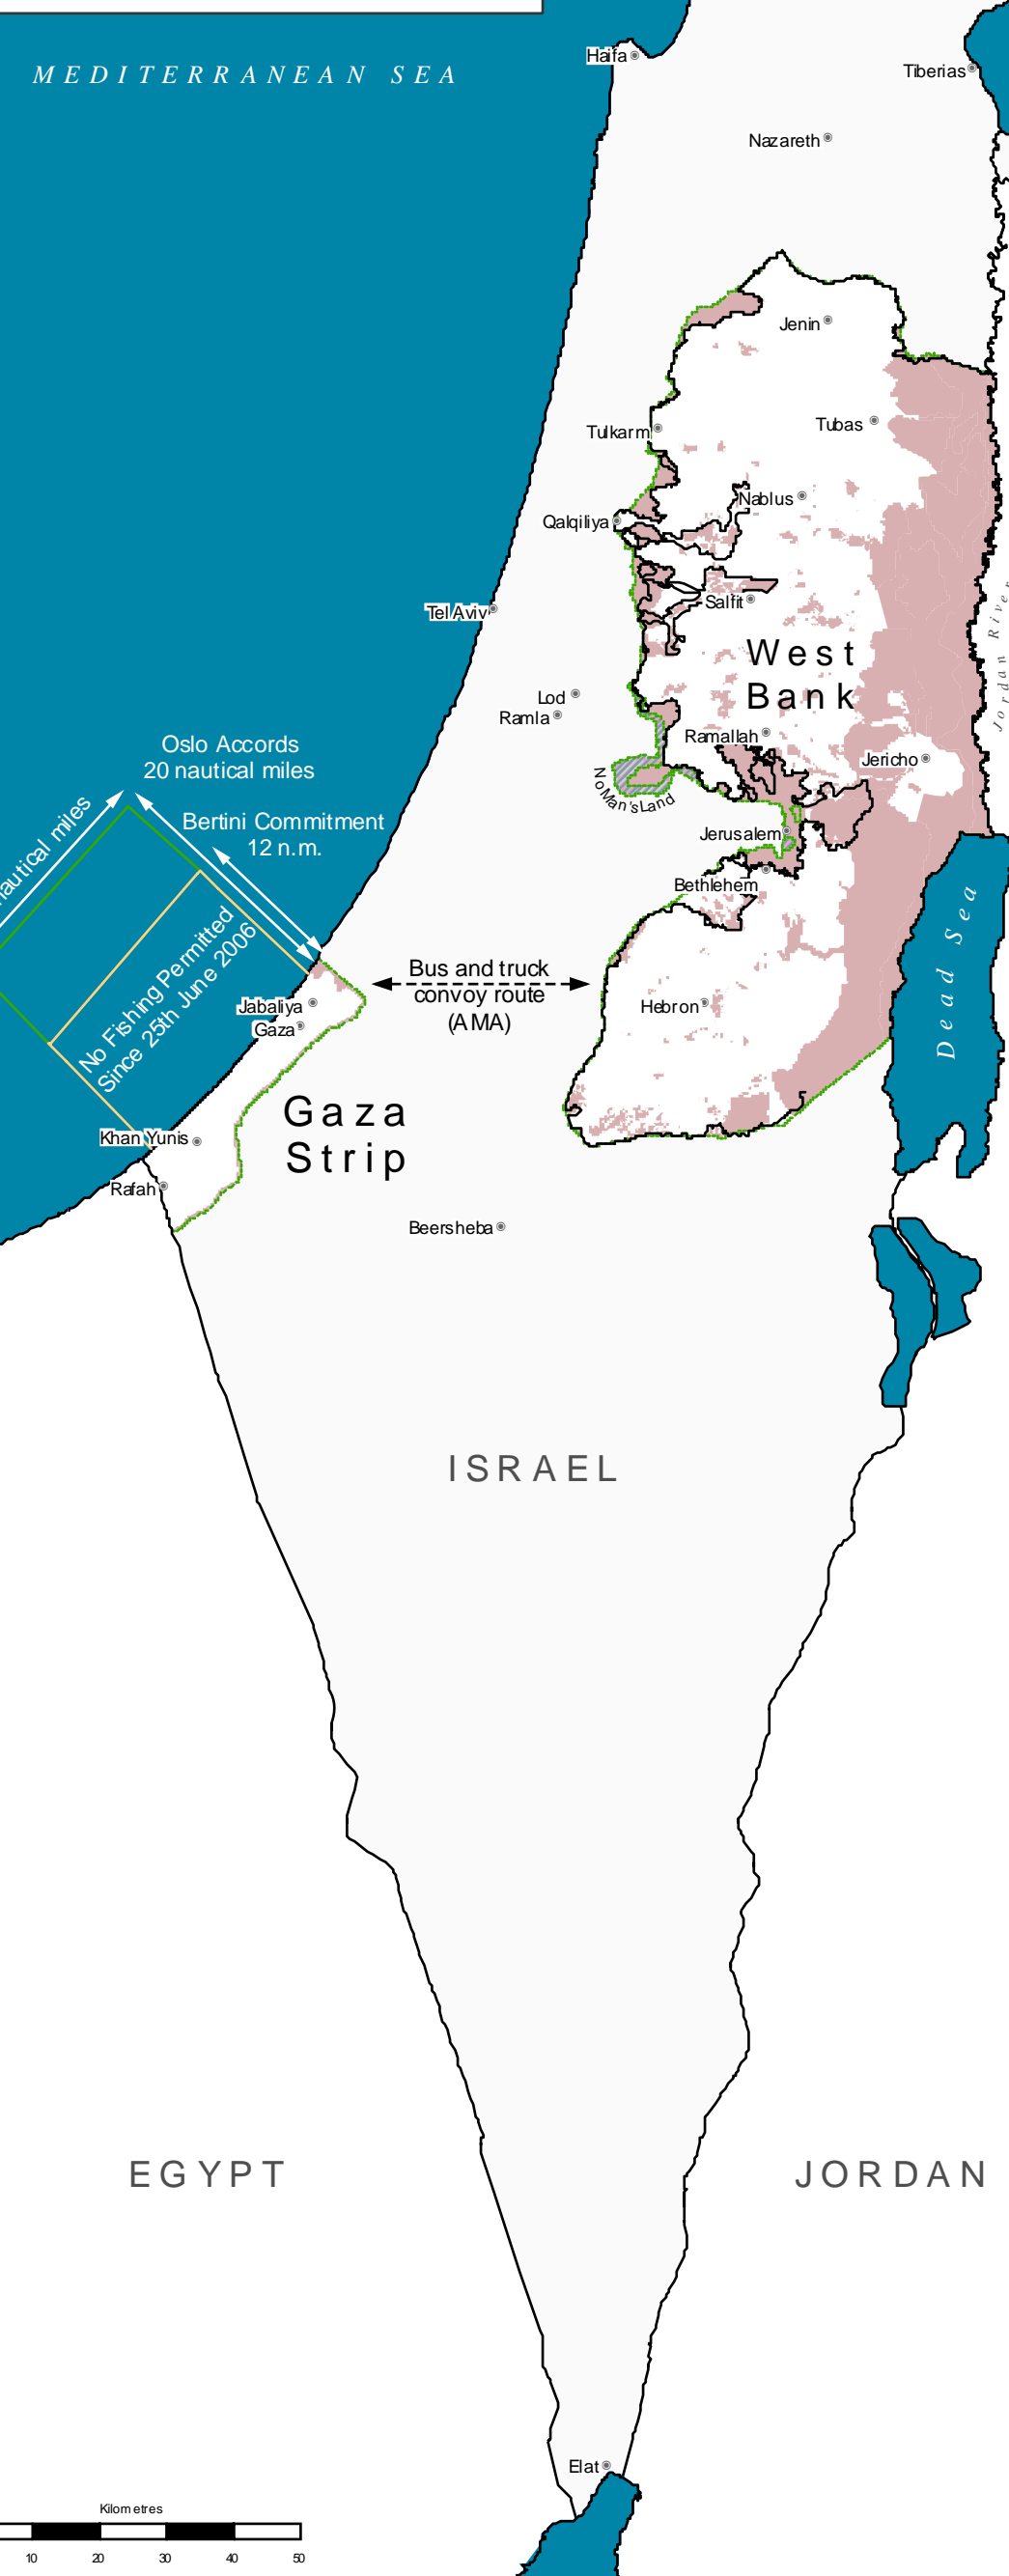 MEDITERRANEAN SEA
Haifa
Tiberias
Nazareth
Jenin
Tulkarm
Tubas
Nablus
Qalqiliya
Salfit
Tel Aviv
West
Bank
Jordan River
Lod
Ramla
Ramallah
Jericho
No Man's Land
Oslo Accords
20 nautical miles
nautical miles
Bertini Commitment
12 n.m.
Jerusalem
Bethlehem
No Fishing Permitted
Since 25th June 2006
Dead Sea
Bus and truck
convoy route
(AMA)
Jabaliya
Gaza
Hebron
Gaza
Strip
Khan Yunis
Rafah
Beersheba
ISRAEL
EGYPT
JORDAN
Elat
Kilometres
10 20 30 40 50